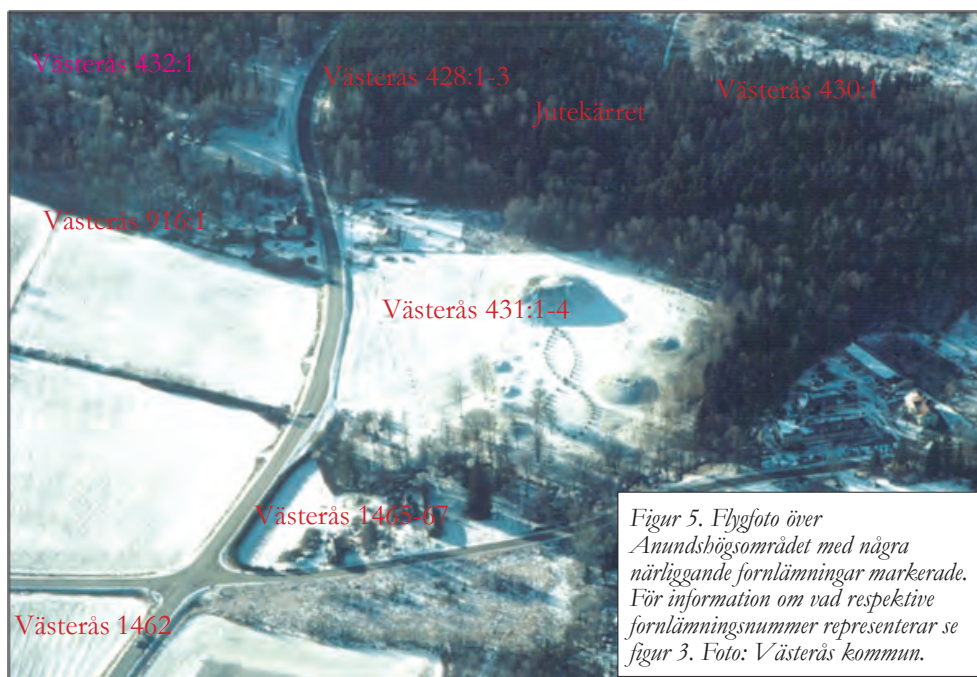 Västerås 432:1
Västerås 428:1-3
Västerås 430:1
Jutekärret
Västerås 916:1
Västerås 431:1-4
Västerås 1465-67
Västerås 1462
Figur 5. Flygfoto över
Anundshögsområdet med några
närliggande fornlämningar markerade.
För information om vad respektive
fornlämningsnummer representerar se
figur 3. Foto: Västerås kommun.